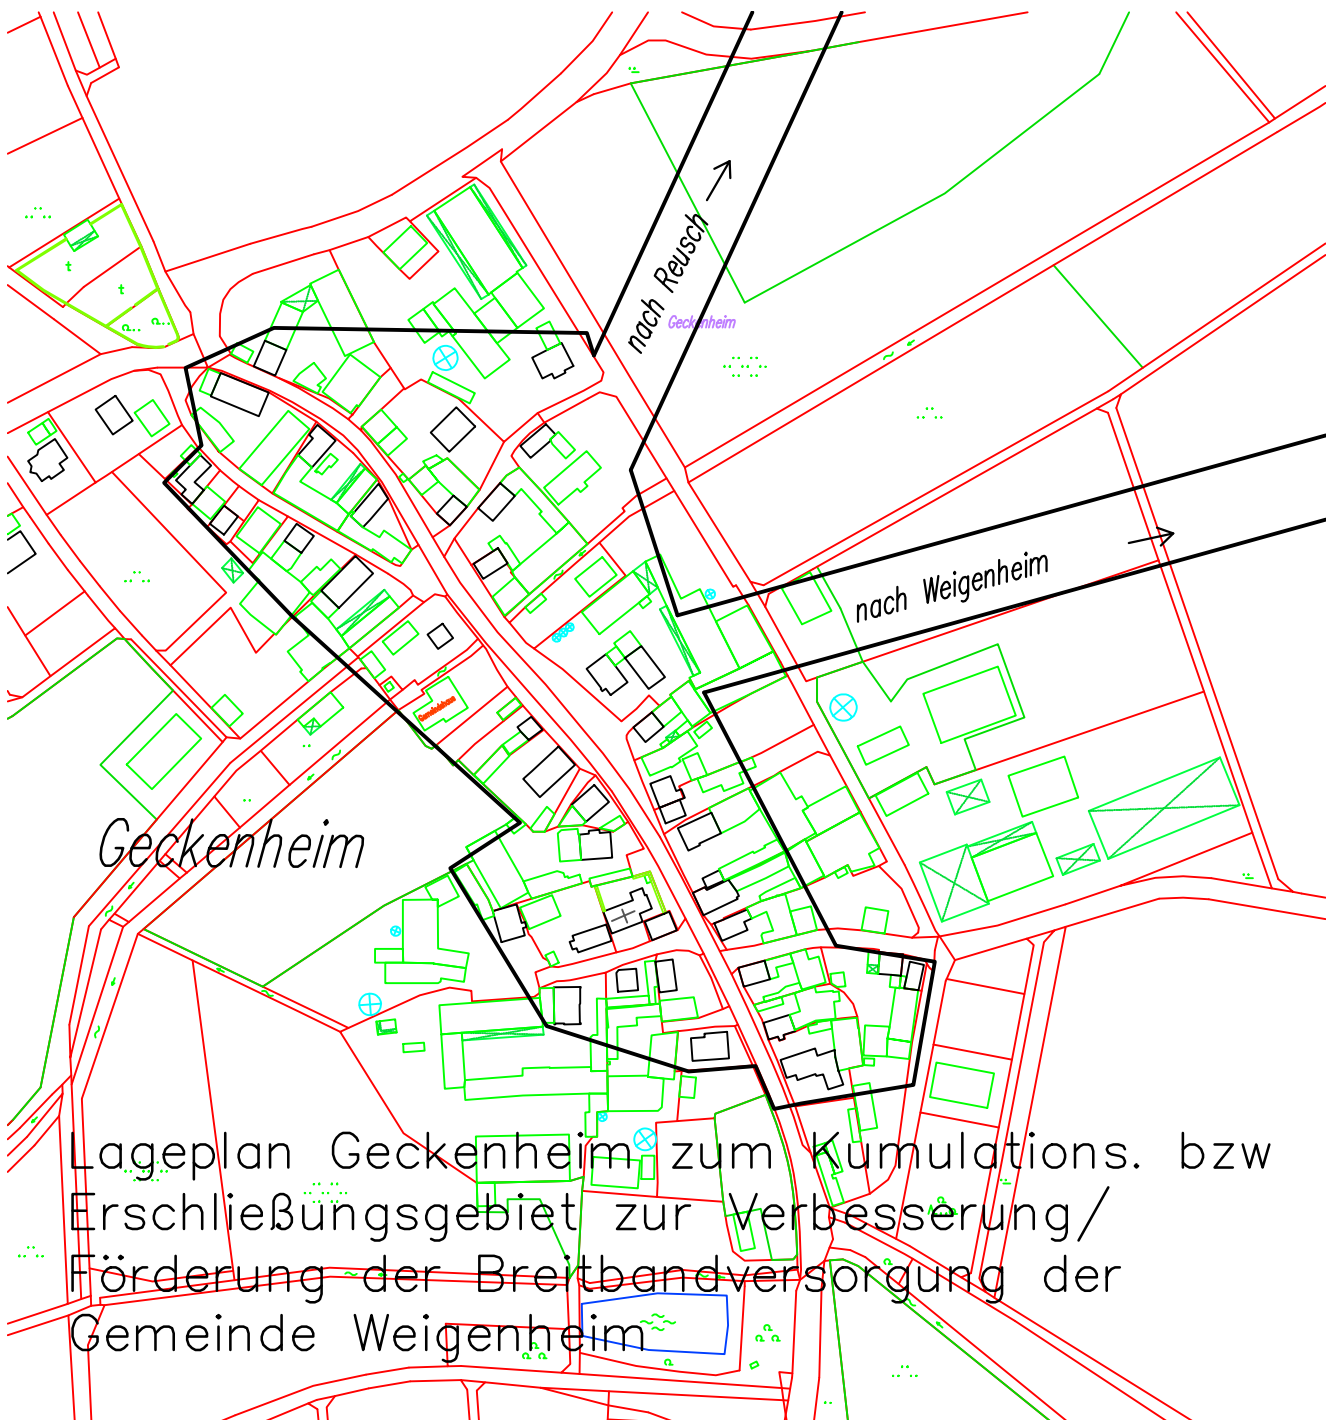 nach Reusch
Geckenheim
nach Weigenheim
Gemeindehaus
Geckenheim
Lageplan Geckenheim zum Kumulations. bzw
Erschließungsgebiet zur Verbesserung/
Förderung der Breitbandversorgung der
Gemeinde Weigenheim